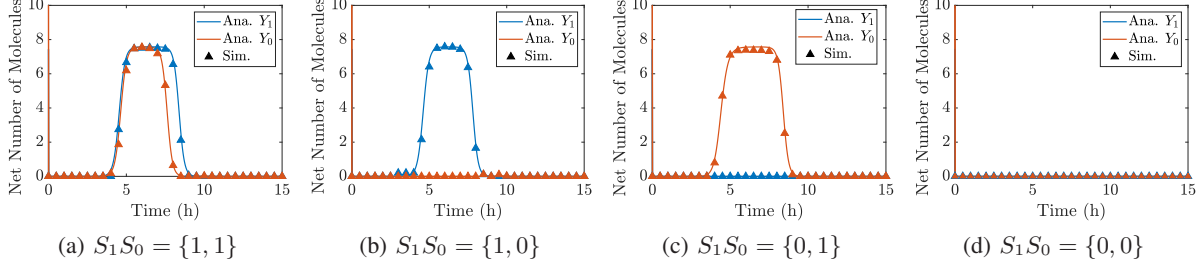 Net Number of Molecules
8
6
4
2
0
0 5 10 15
Time (h)
Ana. Y₁
Ana. Y₀
Sim.
(a) S₁S₀ = {1, 1}
Net Number of Molecules
8
6
4
2
0
0 5 10 15
Time (h)
Ana. Y₁
Ana. Y₀
Sim.
(b) S₁S₀ = {1, 0}
Net Number of Molecules
8
6
4
2
0
0 5 10 15
Time (h)
Ana. Y₁
Ana. Y₀
Sim.
(c) S₁S₀ = {0, 1}
Net Number of Molecules
8
6
4
2
0
0 5 10 15
Time (h)
Ana. Y₁
Ana. Y₀
Sim.
(d) S₁S₀ = {0, 0}